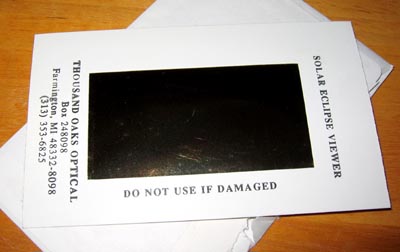 THOUSAND OAKS OPTICAL
Box 248098
Farmington, MI 48332-8098
(313) 353-6825
SOLAR ECLIPSE VIEWER
DO NOT USE IF DAMAGED